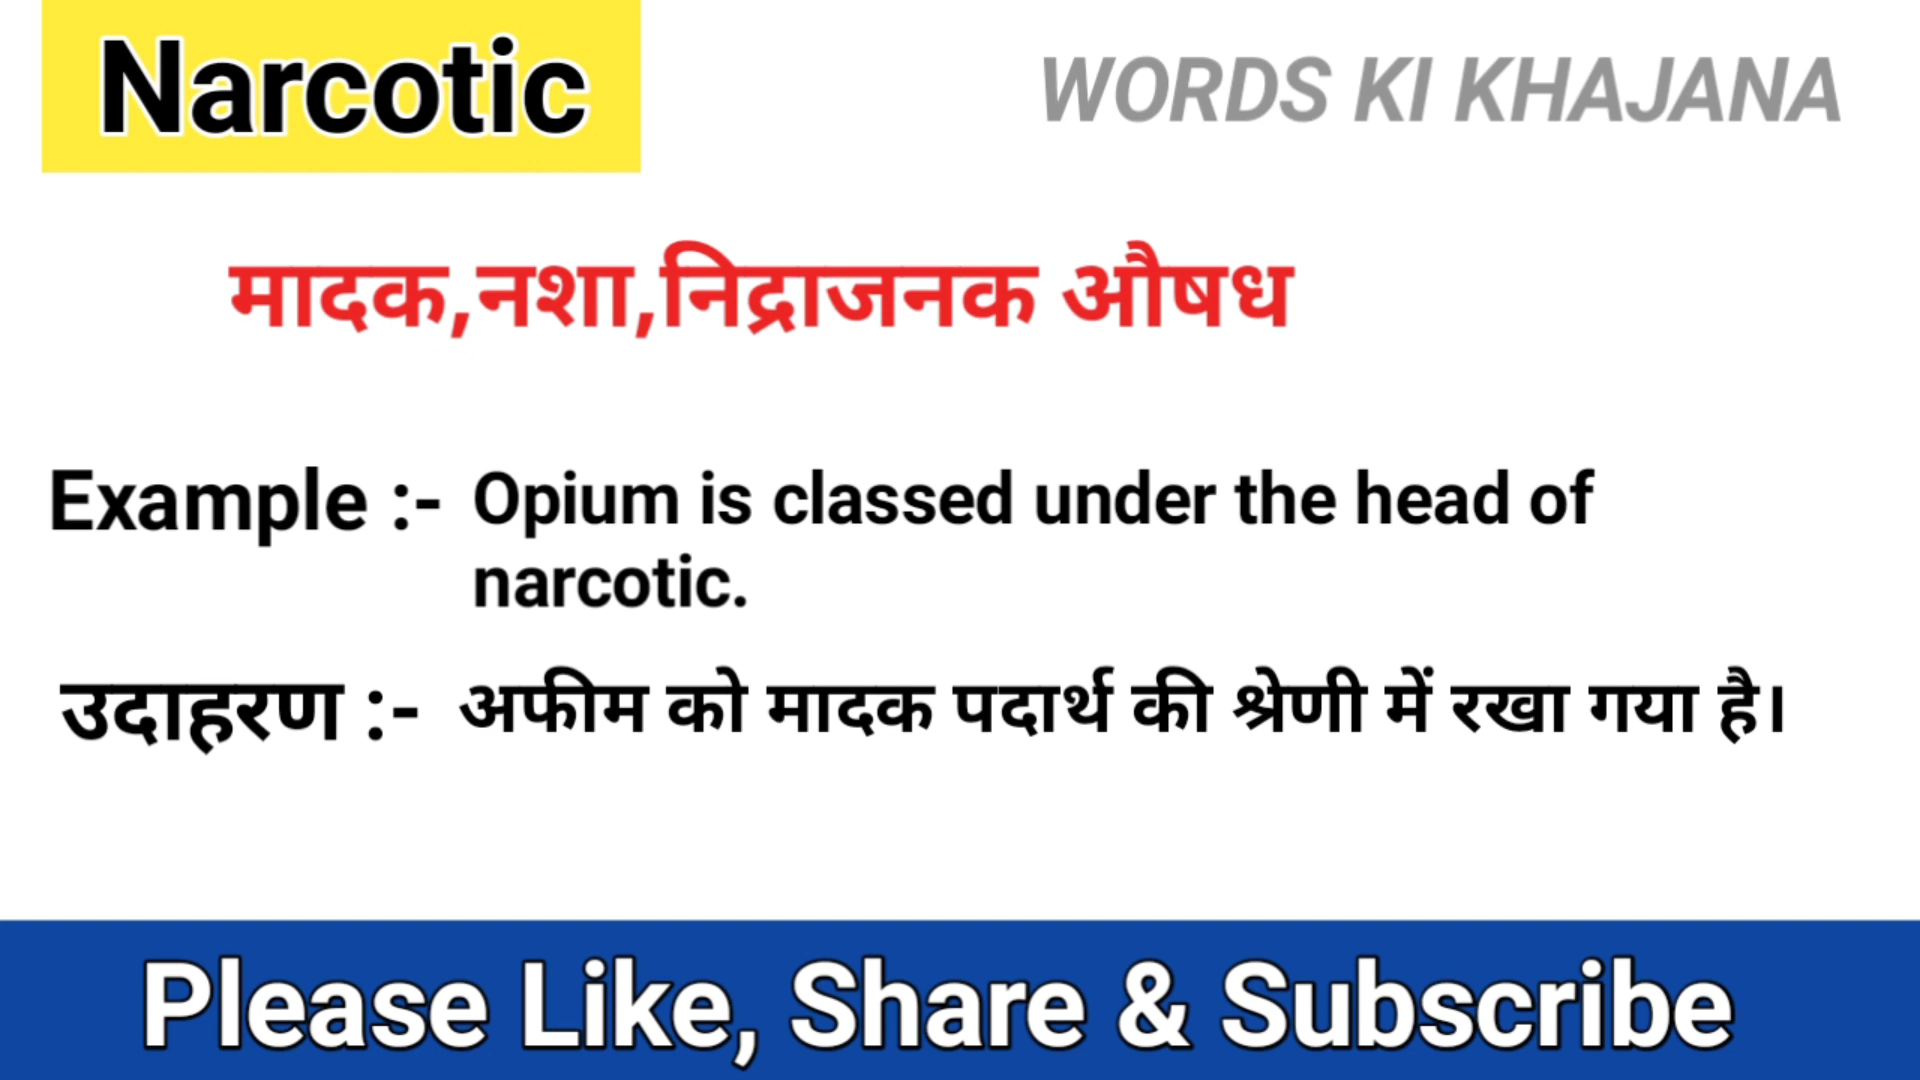 Narcotic
WORDS KI KHAJANA
मादक,नशा,निद्राजनक औषध
Example :- Opium is classed under the head of
narcotic.
उदाहरण :- अफीम को मादक पदार्थ की श्रेणी में रखा गया है।
Please Like, Share & Subscribe